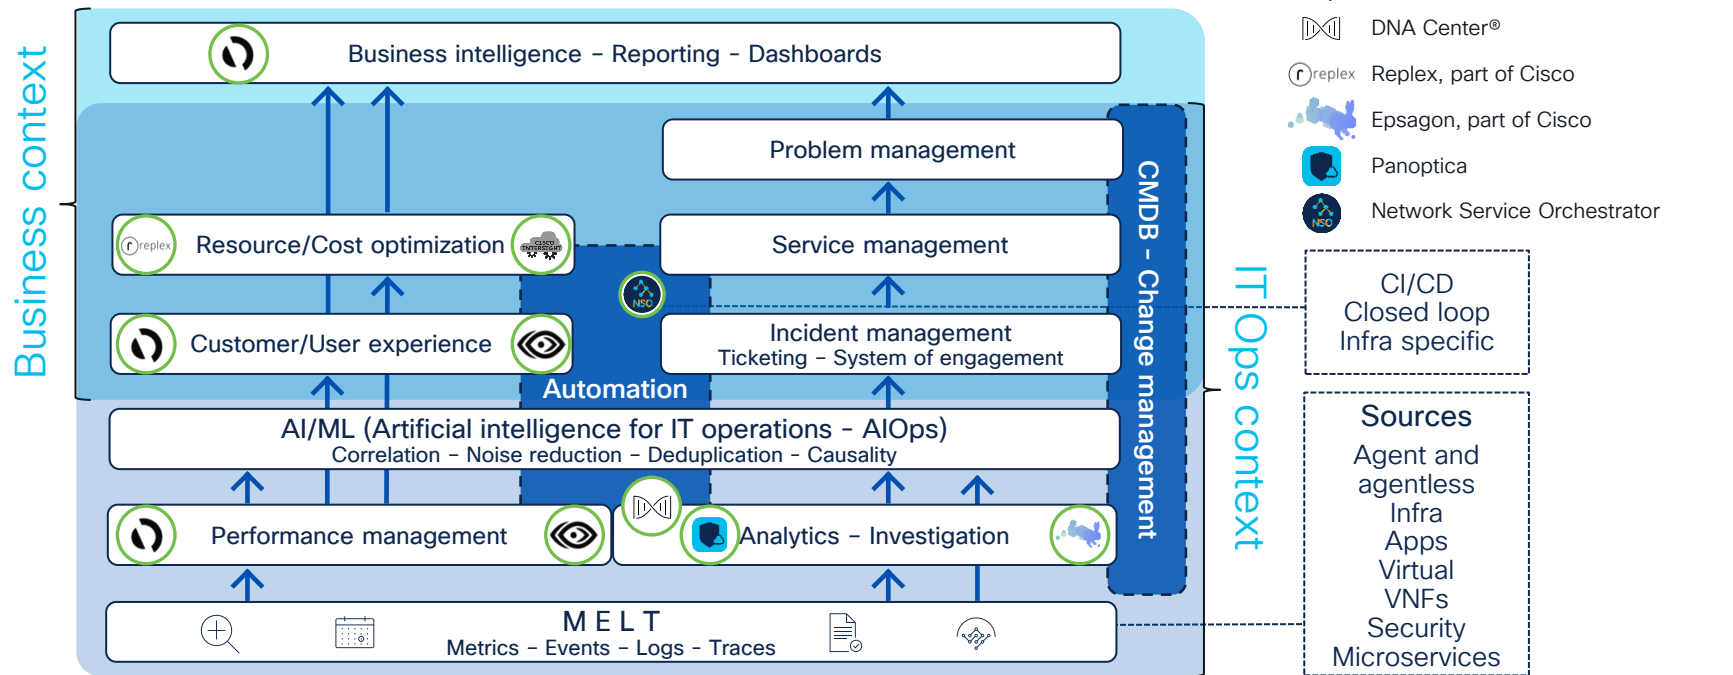 Business context
Business intelligence – Reporting – Dashboards
Problem management
replex
Resource/Cost optimization
CISCO
INTERSIGHT
Service management
NSO
Customer/User experience
Incident management
Ticketing – System of engagement
Automation
AI/ML (Artificial intelligence for IT operations – AIOps)
Correlation – Noise reduction – Deduplication – Causality
Performance management
Analytics – Investigation
MELT
Metrics – Events – Logs – Traces
CMDB – Change management
IT Ops context
DNA Center®
replex
Replex, part of Cisco
Epsagon, part of Cisco
Panoptica
NSO
Network Service Orchestrator
CI/CD
Closed loop
Infra specific
Sources
Agent and
agentless
Infra
Apps
Virtual
VNFs
Security
Microservices